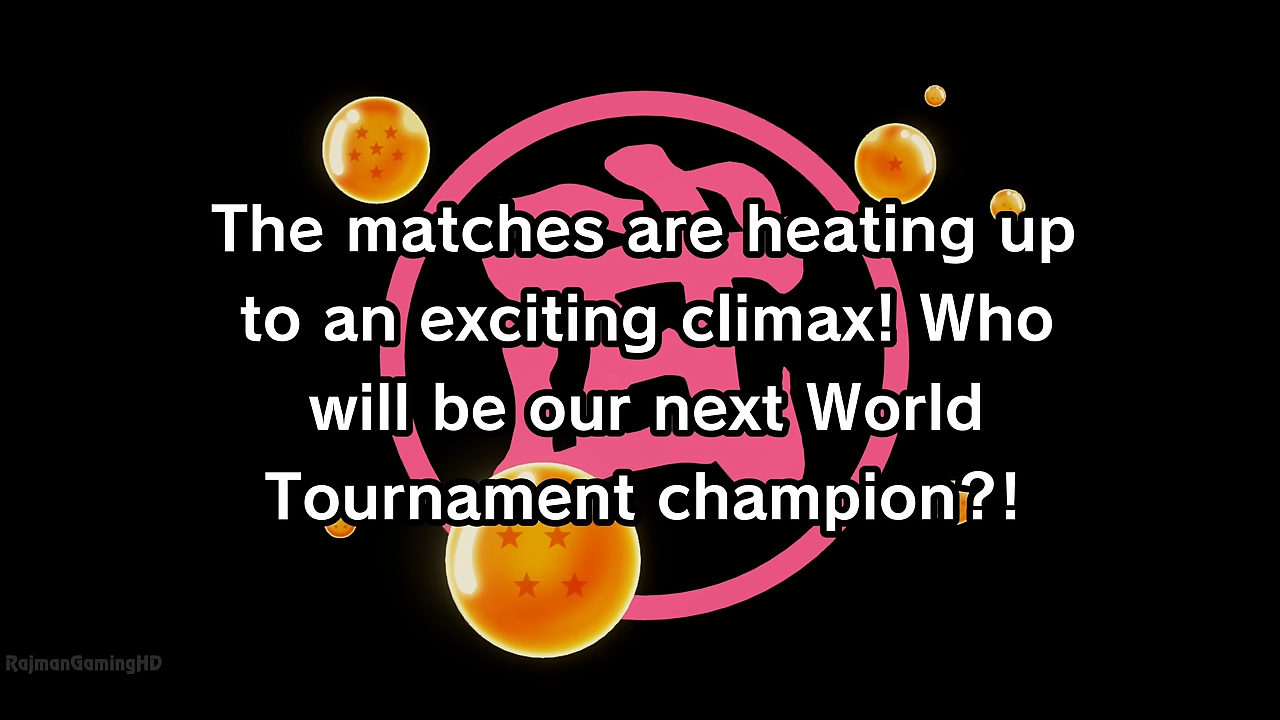 The matches are heating up
to an exciting climax! Who
will be our next World
Tournament champion?!
RajmanGamingHD